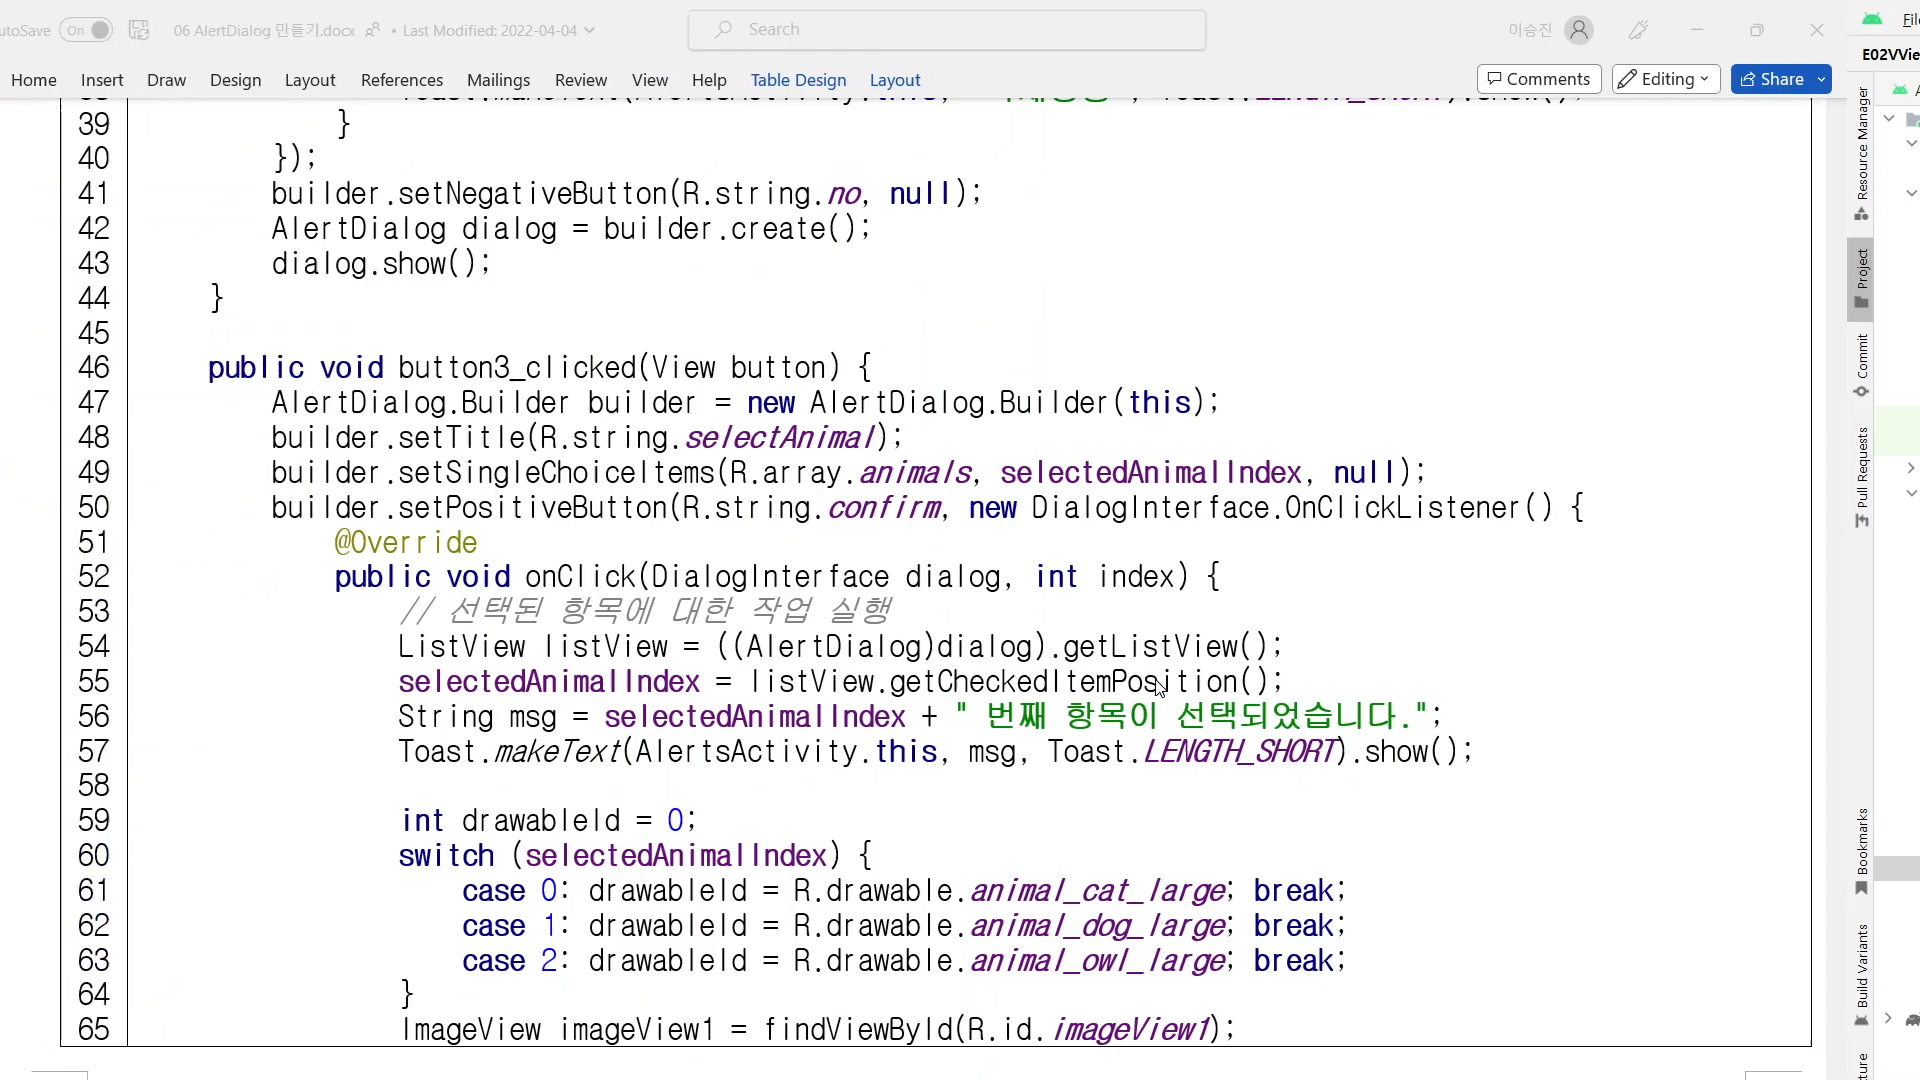 utoSave On 06 AlertDialog 만들기.docx • Last Modified: 2022-04-04 Search 이승진
Home Insert Draw Design Layout References Mailings Review View Help Table Design Layout Comments Editing Share
39 }
40 });
41 builder.setNegativeButton(R.string.no, null);
42 AlertDialog dialog = builder.create();
43 dialog.show();
44 }
45
46 public void button3_clicked(View button) {
47 AlertDialog.Builder builder = new AlertDialog.Builder(this);
48 builder.setTitle(R.string.selectAnimal);
49 builder.setSingleChoiceItems(R.array.animals, selectedAnimalIndex, null);
50 builder.setPositiveButton(R.string.confirm, new DialogInterface.OnClickListener() {
51 @Override
52 public void onClick(DialogInterface dialog, int index) {
53 // 선택된 항목에 대한 작업 실행
54 ListView listView = ((AlertDialog)dialog).getListView();
55 selectedAnimalIndex = listView.getCheckedItemPosition();
56 String msg = selectedAnimalIndex + " 번째 항목이 선택되었습니다.";
57 Toast.makeText(AlertsActivity.this, msg, Toast.LENGTH_SHORT).show();
58
59 int drawableId = 0;
60 switch (selectedAnimalIndex) {
61 case 0: drawableId = R.drawable.animal_cat_large; break;
62 case 1: drawableId = R.drawable.animal_dog_large; break;
63 case 2: drawableId = R.drawable.animal_owl_large; break;
64 }
65 ImageView imageView1 = findViewById(R.id.imageView1);
File
E02VVie
Resource Manager
Project
Commit
Pull Requests
Bookmarks
Build Variants
ture